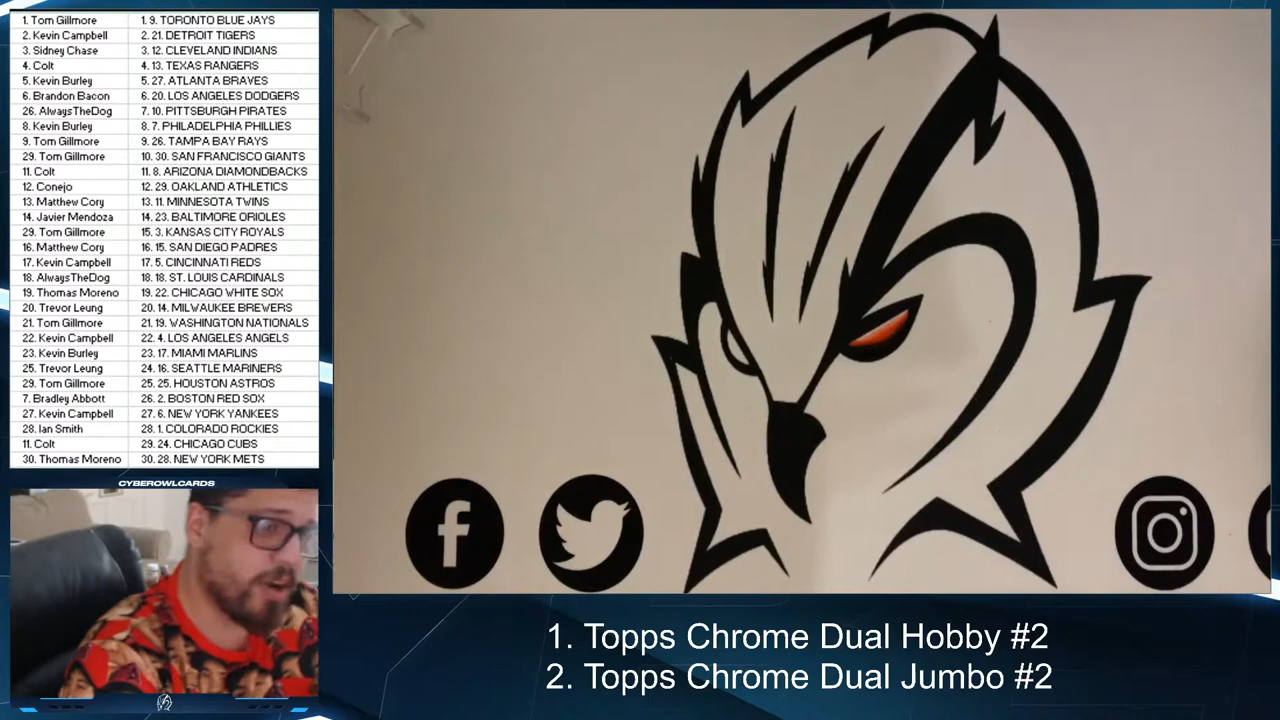 1. Tom Gillmore 1. 9. TORONTO BLUE JAYS
2. Kevin Campbell 2. 21. DETROIT TIGERS
3. Sidney Chase 3. 12. CLEVELAND INDIANS
4. Colt 4. 13. TEXAS RANGERS
5. Kevin Burley 5. 27. ATLANTA BRAVES
6. Brandon Bacon 6. 20. LOS ANGELES DODGERS
26. AlwaysTheDog 7. 10. PITTSBURGH PIRATES
8. Kevin Burley 8. 7. PHILADELPHIA PHILLIES
9. Tom Gillmore 9. 26. TAMPA BAY RAYS
29. Tom Gillmore 10. 30. SAN FRANCISCO GIANTS
11. Colt 11. 8. ARIZONA DIAMONDBACKS
12. Conejo 12. 29. OAKLAND ATHLETICS
13. Matthew Cory 13. 11. MINNESOTA TWINS
14. Javier Mendoza 14. 23. BALTIMORE ORIOLES
29. Tom Gillmore 15. 3. KANSAS CITY ROYALS
16. Matthew Cory 16. 15. SAN DIEGO PADRES
17. Kevin Campbell 17. 5. CINCINNATI REDS
18. AlwaysTheDog 18. 18. ST. LOUIS CARDINALS
19. Thomas Moreno 19. 22. CHICAGO WHITE SOX
20. Trevor Leung 20. 14. MILWAUKEE BREWERS
21. Tom Gillmore 21. 19. WASHINGTON NATIONALS
22. Kevin Campbell 22. 4. LOS ANGELES ANGELS
23. Kevin Burley 23. 17. MIAMI MARLINS
25. Trevor Leung 24. 16. SEATTLE MARINERS
29. Tom Gillmore 25. 25. HOUSTON ASTROS
7. Bradley Abbott 26. 2. BOSTON RED SOX
27. Kevin Campbell 27. 6. NEW YORK YANKEES
28. Ian Smith 28. 1. COLORADO ROCKIES
11. Colt 29. 24. CHICAGO CUBS
30. Thomas Moreno 30. 28. NEW YORK METS
CYBEROWLCARDS
f
1. Topps Chrome Dual Hobby #2
2. Topps Chrome Dual Jumbo #2